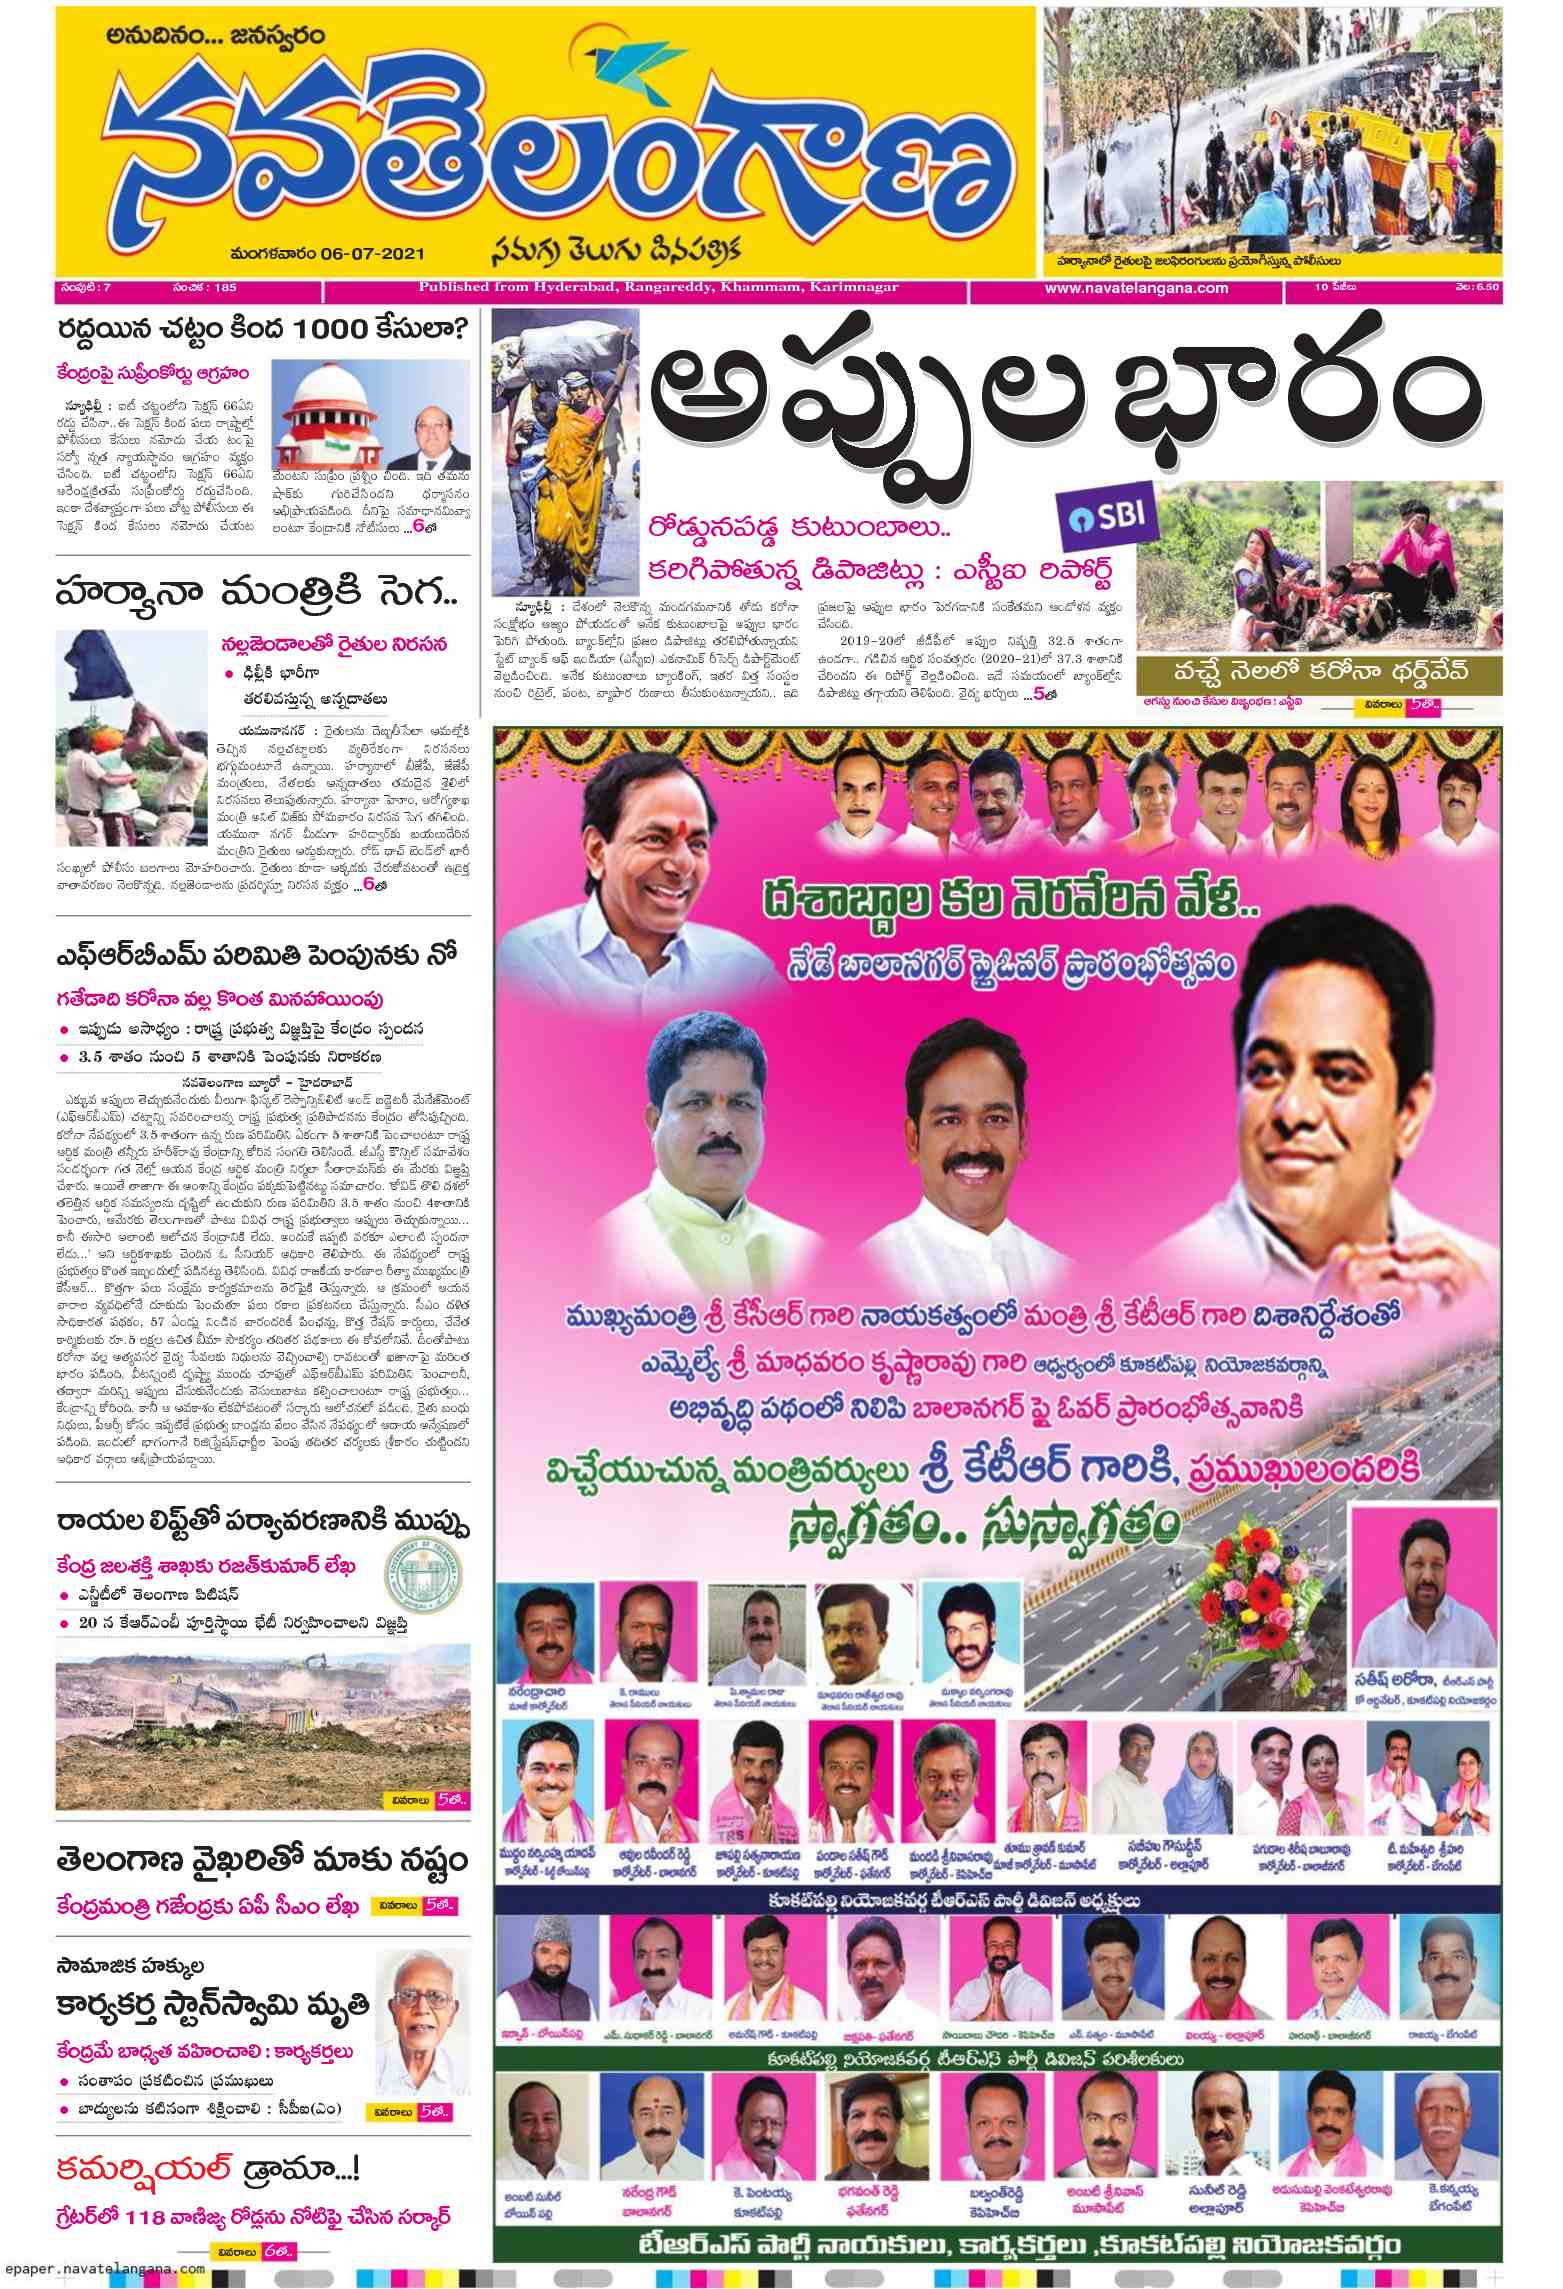 అనుదినం... జనస్వరం
నవతెలంగాణ
మంగళవారం 06-07-2021
సమగ్ర తెలుగు దినపత్రిక
హర్యానాలో రైతులపై జలఫిరంగులను ప్రయోగిస్తున్న పోలీసులు
సంపుటి : 7 సంచిక : 185 Published from Hyderabad, Rangareddy, Khammam, Karimnagar www.navatelangana.com 10 పేజీలు వెల : 6.50
రద్దయిన చట్టం కింద 1000 కేసులా?
కేంద్రంపై సుప్రీంకోర్టు ఆగ్రహం
న్యూఢిల్లీ : ఐటీ చట్టంలోని సెక్షన్ 66ఏని
రద్దు చేసినా..ఈ సెక్షన్ కింద పలు రాష్ట్రాల్లో
పోలీసులు కేసులు నమోదు చేయ టంపై
సర్వో న్నత న్యాయస్థానం ఆగ్రహం వ్యక్తం
చేసింది. ఐటీ చట్టంలోని సెక్షన్ 66ఏని
ఆరేండ్లక్రితమే సుప్రీంకోర్టు రద్దుచేసింది.
ఇంకా దేశవ్యాప్తంగా పలు చోట్ల పోలీసులు ఈ
సెక్షన్ కింద కేసులు నమోదు చేయట
మేంటని సుప్రీం ప్రశ్నిం చింది. ఇది తమను
షాక్‌కు గురిచేసిందని ధర్మాసనం
అభిప్రాయపడింది. దీనిపై సమాధానమివ్వా
లంటూ కేంద్రానికి నోటీసులు ...6లో
హర్యానా మంత్రికి సెగ..
నల్లజెండాలతో రైతుల నిరసన
• ఢిల్లీకి భారీగా
తరలివస్తున్న అన్నదాతలు
యమునానగర్ : రైతులను దెబ్బతీసేలా అమల్లోకి
తెచ్చిన నల్లచట్టాలకు వ్యతిరేకంగా నిరసనలు
భగ్గుమంటూనే ఉన్నాయి. హర్యానాలో బీజేపీ, జేజేపీ
మంత్రులు, నేతలకు అన్నదాతలు తమదైన శైలిలో
నిరసనలు తెలుపుతున్నారు. హర్యానా హెూం, ఆరోగ్యశాఖ
మంత్రి అనిల్ విజ్‌కు సోమవారం నిరసన సెగ తగిలింది.
యమునా నగర్ మీదుగా హరిద్వార్‌కు బయలుదేరిన
మంత్రిని రైతులు అడ్డుకున్నారు. రోడ్ థాచ్ బెండ్‌లో భారీ
సంఖ్యలో పోలీసు బలగాలు మోహరించారు. రైతులు కూడా అక్కడకు చేరుకోవటంతో ఉద్రిక్త
వాతావరణం నెలకొన్నది. నల్లజెండాలను ప్రదర్శిస్తూ నిరసన వ్యక్తం ...6లో
ఎఫ్ఆర్‌బీఎమ్ పరిమితి పెంపునకు నో
గతేడాది కరోనా వల్ల కొంత మినహాయింపు
• ఇప్పుడు అసాధ్యం : రాష్ట్ర ప్రభుత్వ విజ్ఞప్తిపై కేంద్రం స్పందన
• 3.5 శాతం నుంచి 5 శాతానికి పెంపునకు నిరాకరణ
నవతెలంగాణ బ్యూరో - హైదరాబాద్
ఎక్కువ అప్పులు తెచ్చుకునేందుకు వీలుగా ఫిస్కల్ రెస్పాన్సిబిలిటీ అండ్ బడ్జెటరీ మేనేజ్‌మెంట్
(ఎఫ్ఆర్‌బీఎమ్) చట్టాన్ని సవరించాలన్న రాష్ట్ర ప్రభుత్వ ప్రతిపాదనను కేంద్రం తోసిపుచ్చింది.
కరోనా నేపథ్యంలో 3.5 శాతంగా ఉన్న రుణ పరిమితిని ఏకంగా 5 శాతానికి పెంచాలంటూ రాష్ట్ర
ఆర్థిక మంత్రి తన్నీరు హరీశ్‌రావు కేంద్రాన్ని కోరిన సంగతి తెలిసిందే. జీఎస్టీ కౌన్సిల్ సమావేశం
సందర్భంగా గత నెల్లో ఆయన కేంద్ర ఆర్థిక మంత్రి నిర్మలా సీతారామన్‌కు ఈ మేరకు విజ్ఞప్తి
చేశారు. అయితే తాజాగా ఈ అంశాన్ని కేంద్రం పక్కకుపెట్టేసినట్టు సమాచారం. 'కోవిడ్ తొలి దశలో
తలెత్తిన ఆర్థిక సమస్యలను దృష్టిలో ఉంచుకుని రుణ పరిమితిని 3.5 శాతం నుంచి 4శాతానికి
పెంచారు, ఆమేరకు తెలంగాణతో పాటు వివిధ రాష్ట్ర ప్రభుత్వాలు అప్పులు తెచ్చుకున్నాయి...
కానీ ఈసారి అలాంటి ఆలోచన కేంద్రానికి లేదు. అందుకే ఇప్పటి వరకూ ఎలాంటి స్పందనా
లేదు...' అని ఆర్థికశాఖకు చెందిన ఓ సీనియర్ అధికారి తెలిపారు. ఈ నేపథ్యంలో రాష్ట్ర
ప్రభుత్వం కొంత ఇబ్బందుల్లో పడినట్టు తెలిసింది. వివిధ రాజకీయ కారణాల రీత్యా ముఖ్యమంత్రి
కేసీఆర్... కొత్తగా పలు సంక్షేమ కార్యక్రమాలను తెరపైకి తెస్తున్నారు. ఆ క్రమంలో ఆయన
వారాల వ్యవధిలోనే దూకుడు పెంచుతూ పలు రకాల ప్రకటనలు చేస్తున్నారు. సీఎం దళిత
సాధికారత పథకం, 57 ఏండ్లు నిండిన వారందరికీ పింఛన్లు, కొత్త రేషన్ కార్డులు, చేనేత
కార్మికులకు రూ.5 లక్షల ఉచిత బీమా సౌకర్యం తదితర పథకాలు ఈ కోవలోనివే. దీంతోపాటు
కరోనా వల్ల అత్యవసర వైద్య సేవలకు నిధులను వెచ్చించాల్సి రావటంతో ఖజానాపై మరింత
భారం పడింది. వీటన్నింటి దృష్ట్యా ముందు చూపుతో ఎఫ్ఆర్‌బీఎమ్ పరిమితిని పెంచాలనీ,
తద్వారా మరిన్ని అప్పులు చేసుకునేందుకు వెసులుబాటు కల్పించాలంటూ రాష్ట్ర ప్రభుత్వం...
కేంద్రాన్ని కోరింది. కానీ ఆ అవకాశం లేకపోవటంతో సర్కారు ఆలోచనలో పడింది. రైతు బంధు
నిధులు, పీఆర్సీ కోసం ఇప్పటికే ప్రభుత్వ బాండ్లను వేలం వేసిన నేపథ్యంలో ఆదాయ అన్వేషణలో
పడింది. ఇందులో భాగంగానే రిజిస్ట్రేషన్‌ఛార్జీల పెంపు తదితర చర్యలకు శ్రీకారం చుట్టిందని
అధికార వర్గాలు అభిప్రాయపడ్డాయి.
రాయల లిఫ్ట్‌తో పర్యావరణానికి ముప్పు
కేంద్ర జలశక్తి శాఖకు రజత్‌కుమార్ లేఖ
• ఎన్జీటీలో తెలంగాణ పిటిషన్
• 20 న కేఆర్ఎంబీ పూర్తిస్థాయి భేటీ నిర్వహించాలని విజ్ఞప్తి
GOVERNMENT OF TELANGANA
వివరాలు 5లో..
తెలంగాణ వైఖరితో మాకు నష్టం
కేంద్రమంత్రి గజేంద్రకు ఏపీ సీఎం లేఖ వివరాలు 5లో..
సామాజిక హక్కుల
కార్యకర్త స్టాన్‌స్వామి మృతి
కేంద్రమే బాధ్యత వహించాలి : కార్యకర్తలు
• సంతాపం ప్రకటించిన ప్రముఖులు
• బాధ్యులను కఠినంగా శిక్షించాలి : సీపీఐ(ఎం) వివరాలు 5లో..
కమర్షియల్ డ్రామా...!
గ్రేటర్‌లో 118 వాణిజ్య రోడ్లను నోటిఫై చేసిన సర్కార్
వివరాలు 6లో..
అప్పుల భారం
రోడ్డునపడ్డ కుటుంబాలు..
SBI
కరిగిపోతున్న డిపాజిట్లు : ఎస్బీఐ రిపోర్ట్
న్యూఢిల్లీ : దేశంలో నెలకొన్న మందగమనానికి తోడు కరోనా
సంక్షోభం ఆజ్యం పోయడంతో అనేక కుటుంబాలపై అప్పుల భారం
పెరిగి పోతుంది. బ్యాంక్‌ల్లోని ప్రజల డిపాజిట్లు తరలిపోతున్నాయని
స్టేట్ బ్యాంక్ ఆఫ్ ఇండియా (ఎస్బీఐ) ఎకనామిక్ రీసెర్చ్ డిపార్ట్‌మెంట్
వెల్లడించింది. అనేక కుటుంబాలు బ్యాంకింగ్, ఇతర విత్త సంస్థల
నుంచి రిటైల్, పంట, వ్యాపార రుణాలు తీసుకుంటున్నాయని.. ఇది
ప్రజలపై అప్పుల భారం పెరగడానికి సంకేతమని ఆందోళన వ్యక్తం
చేసింది.
2019-20లో జీడీపీలో అప్పుల నిష్పత్తి 32.5 శాతంగా
ఉండగా.. గడిచిన ఆర్థిక సంవత్సరం (2020-21)లో 37.3 శాతానికి
చేరిందని ఈ రిపోర్ట్ వెల్లడించింది. ఇదే సమయంలో బ్యాంక్‌ల్లోని
డిపాజిట్లు తగ్గాయని తెలిపింది. వైద్య ఖర్చులు ...5లో
వచ్చే నెలలో కరోనా థర్డ్‌వేవ్
ఆగస్టు నుంచి కేసుల విజృంభణ : ఎస్బీఐ
వివరాలు 5లో..
దశాబ్దాల కల నెరవేరిన వేళ..
నేడే బాలానగర్ ఫ్లైఓవర్ ప్రారంభోత్సవం
ముఖ్యమంత్రి శ్రీ కేసీఆర్ గారి నాయకత్వంలో మంత్రి శ్రీ కేటీఆర్ గారి దిశానిర్దేశంతో
ఎమ్మెల్యే శ్రీ మాధవరం కృష్ణారావు గారి ఆధ్వర్యంలో కూకట్‌పల్లి నియోజకవర్గాన్ని
అభివృద్ధి పథంలో నిలిపి బాలానగర్ ఫ్లై ఓవర్ ప్రారంభోత్సవానికి
విచ్చేయుచున్న మంత్రివర్యులు శ్రీ కేటీఆర్ గారికి, ప్రముఖులందరికి
స్వాగతం.. సుస్వాగతం
సతీష్ అరోరా, టీఆర్ఎస్ పార్టీ
కో ఆర్డినేటర్, కూకట్‌పల్లి నియోజకవర్గం
నరేంద్రాచారి
మాజీ కార్పోరేటర్
కె. రాములు
తెరాస సీనియర్ నాయకులు
పి.శ్యామల రాజు
తెరాస సీనియర్ నాయకులు
మాధవరం రాజేశ్వర రావు
తెరాస సీనియర్ నాయకులు
మక్కాల నర్సింగరావు
తెరాస సీనియర్ నాయకులు
ముద్దం నర్సింహ్మ యాదవ్
ఆవుల రవీందర్ రెడ్డి
కార్పోరేటర్ - బాలానగర్
జూపల్లి సత్యనారాయణ
కార్పోరేటర్ - కూకట్‌పల్లి
పండాల సతీష్ గౌడ్
కార్పోరేటర్ - ఫతేనగర్
మందడి శ్రీనివాసరావు
కార్పోరేటర్ - కెపిహెచ్‌బి
తూము శ్రావణ్ కుమార్
మాజీ కార్పోరేటర్ - మూసాపేట్
సబీహా గౌసుద్దీన్
కార్పోరేటర్ - అల్లాపూర్
పగుడాల శిరీష బాబురావు
కార్పోరేటర్ - బాలాజీనగర్
టి. మహేశ్వరి శ్రీహరి
కార్పోరేటర్ - బేగంపేట్
కూకట్‌పల్లి నియోజకవర్గ టీఆర్ఎస్ పార్టీ డివిజన్ అధ్యక్షులు
ఇర్ఫాన్ - బోయిన్‌పల్లి
ఎమ్. సుధాకర్ రెడ్డి - బాలానగర్
అమరేష్ గౌడ్ - కూకట్‌పల్లి
బిక్షపతి- ఫతేనగర్
సాయిబాబు చౌదరి - కెపిహెచ్‌బి
ఎన్. సత్యం - మూసాపేట్
ఐలయ్య - అల్లాపూర్
హరనాథ్ - బాలాజీనగర్
రాజయ్య - బేగంపేట్
కూకట్‌పల్లి నియోజకవర్గ టీఆర్ఎస్ పార్టీ డివిజన్ పరిశీలకులు
అంబటి సునీల్
బోయిన్ పల్లి
నరేంద్ర గౌడ్
బాలానగర్
కె. పెంటయ్య
కూకట్‌పల్లి
భగవంత్ రెడ్డి
ఫతేనగర్
బల్వంత్‌రెడ్డి
కెపిహెచ్‌బి
అంబటి శ్రీనివాస్
మూసాపేట్
సునీల్ రెడ్డి
అల్లాపూర్
అడుసుమిల్లి వెంకటేశ్వరరావు
కెపిహెచ్‌బి
కె.కన్నయ్య
బేగంపేట్
టీఆర్ఎస్ పార్టీ నాయకులు, కార్యకర్తలు ,కూకట్‌పల్లి నియోజకవర్గం
epaper.navatelangana.com